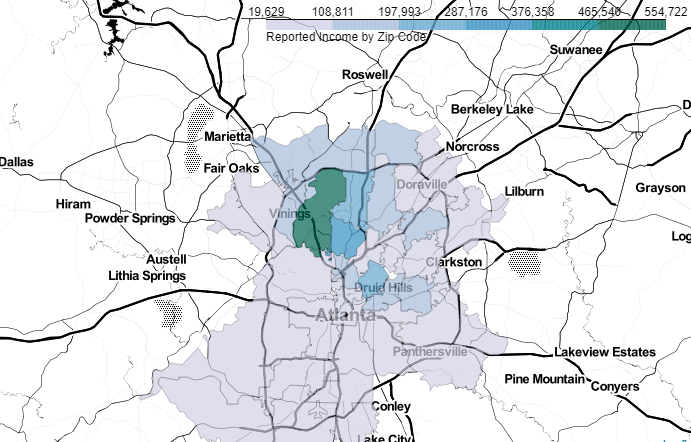 19,629 108,811 197,993 287,176 376,358 465,540 554,722
Reported Income by Zip Code
Suwanee
Roswell
Berkeley Lake
Marietta
Norcross
Dallas
Fair Oaks
Doraville
Lilburn
Grayson
Hiram
Vinings
Powder Springs
Austell
Clarkston
Lithia Springs
Druid Hills
Atlanta
Panthersville
Lakeview Estates
Pine Mountain
Conyers
Conley
Lake City